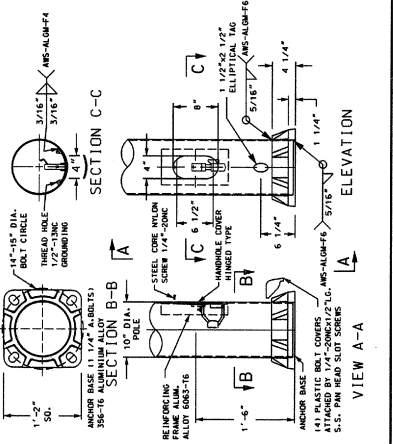 AWS-ALGM-F4
3/16"
3/16"
4"
SECTION C-C
14"-15" DIA.
BOLT CIRCLE
THREAD HOLE
1/2"-13NC
GROUNDING
1'-2"
SQ.
ANCHOR BASE (1 1/4" A.BOLTS)
356-T6 ALUMINIUM ALLOY
SECTION B-B
A
C
C
8"
4"
6 1/2"
6 1/4"
1 1/2"x2 1/2"
ELLIPTICAL TAG
AWS-ALGM-F6
5/16"
4 1/4"
1 1/4"
5/16"
AWS-ALGM-F6
ELEVATION
STEEL CORE NYLON
SCREW 1/4"-20NC
HANDHOLE COVER
HINGED TYPE
10" DIA.
POLE
REINFORCING
FRAME ALUM.
ALLOY 6063-T6
B
B
1'-6"
ANCHOR BASE
(4) PLASTIC BOLT COVERS
ATTACHED BY 1/4"-20NCx1/2"LG.
S.S. PAN HEAD SLOT SCREWS
A
VIEW A-A